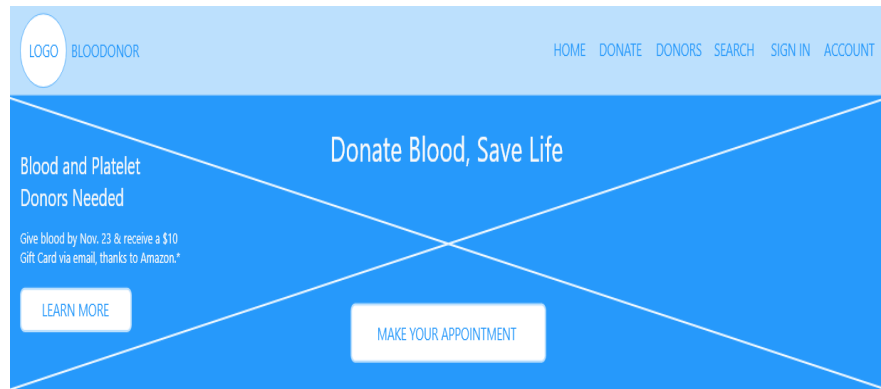 LOGO BLOODONOR
HOME DONATE DONORS SEARCH SIGN IN ACCOUNT
Donate Blood, Save Life
Blood and Platelet
Donors Needed
Give blood by Nov. 23 & receive a $10
Gift Card via email, thanks to Amazon.*
LEARN MORE
MAKE YOUR APPOINTMENT